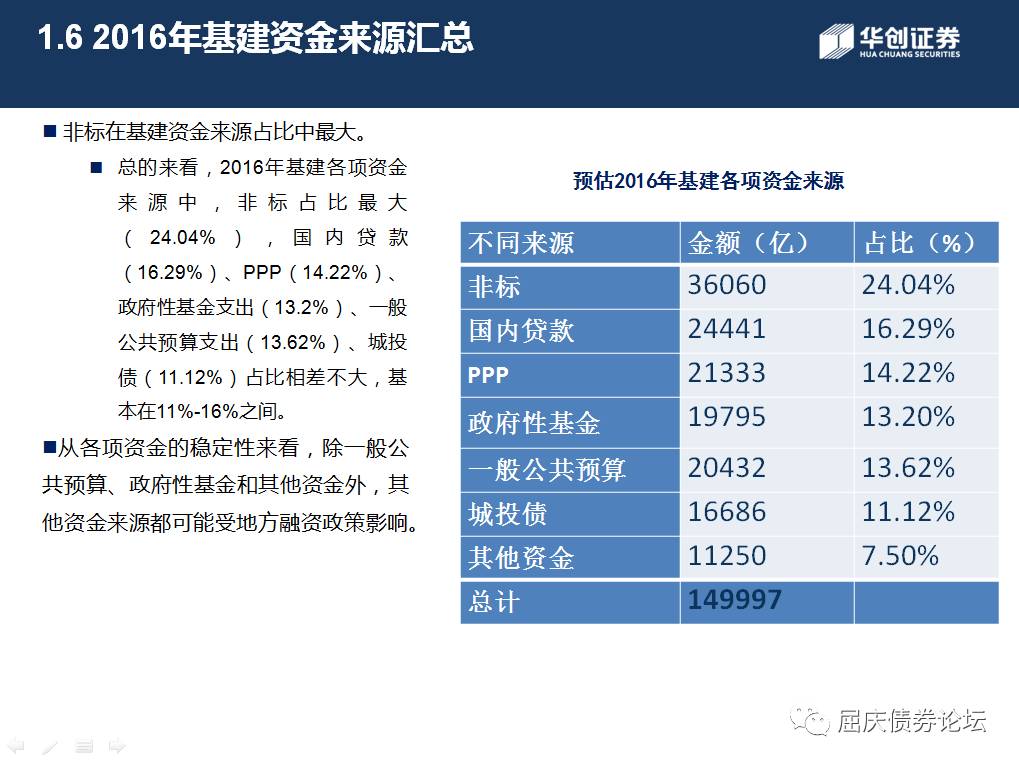 1.6 2016年基建资金来源汇总
华创证券
HUA CHUANG SECURITIES
■ 非标在基建资金来源占比中最大。
■ 总的来看，2016年基建各项资金
来源中，非标占比最大
（24.04%），国内贷款
（16.29%）、PPP（14.22%）、
政府性基金支出（13.2%）、一般
公共预算支出（13.62%）、城投
债（11.12%）占比相差不大，基
本在11%-16%之间。
■从各项资金的稳定性来看，除一般公
共预算、政府性基金和其他资金外，其
他资金来源都可能受地方融资政策影响。
预估2016年基建各项资金来源
不同来源 金额（亿） 占比（%）
非标 36060 24.04%
国内贷款 24441 16.29%
PPP 21333 14.22%
政府性基金 19795 13.20%
一般公共预算 20432 13.62%
城投债 16686 11.12%
其他资金 11250 7.50%
总计 149997
屈庆债券论坛